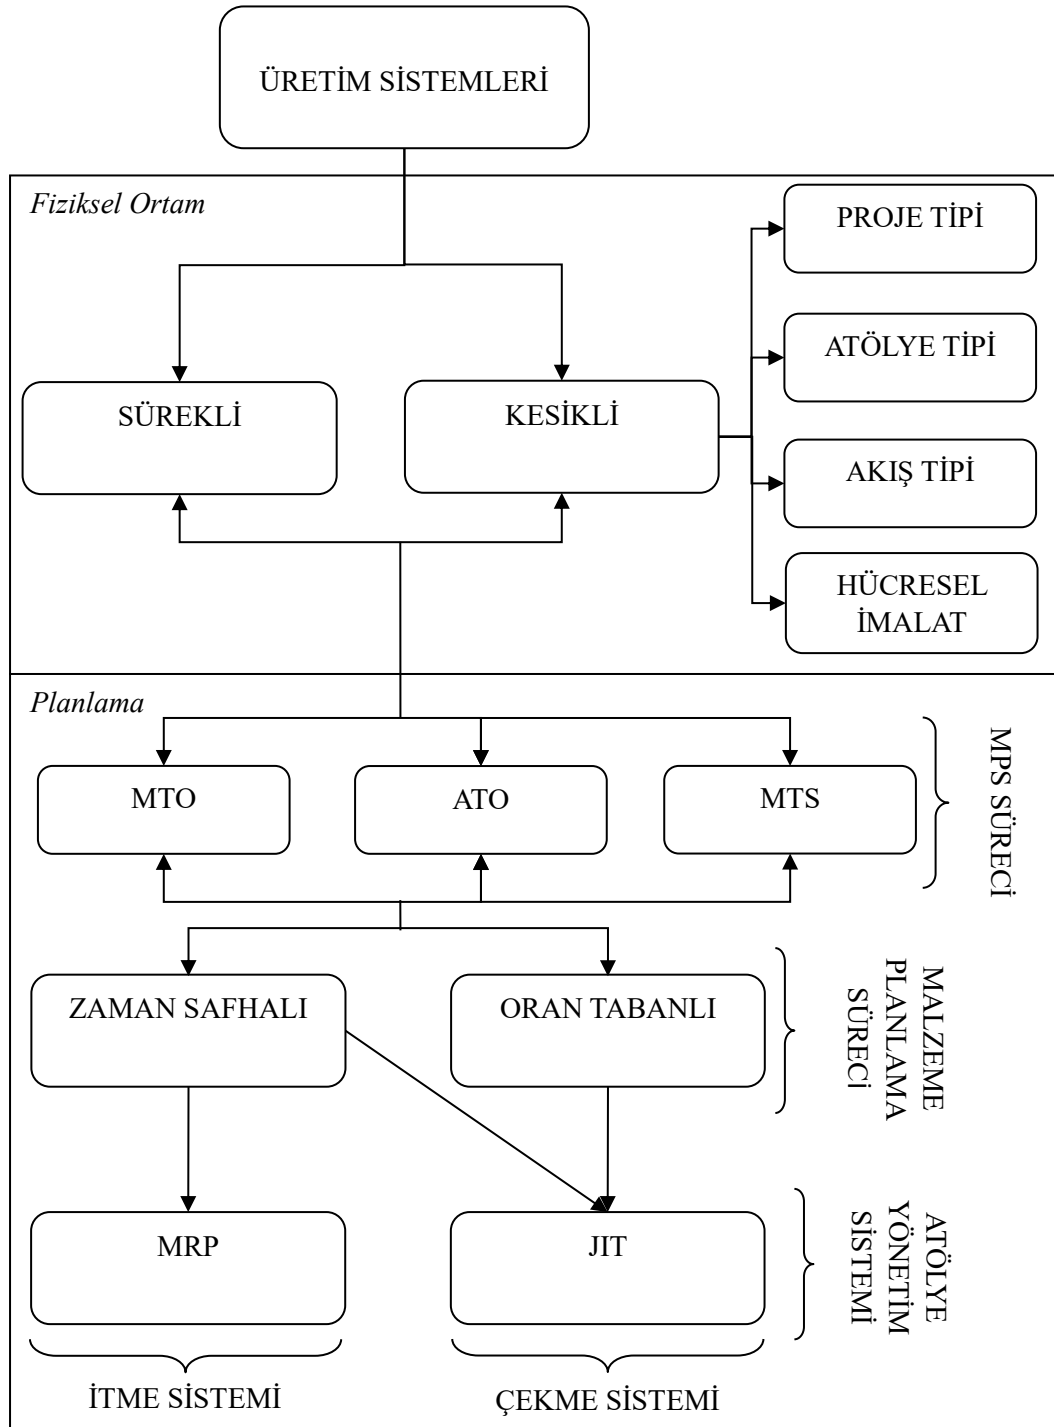 ÜRETİM SİSTEMLERİ
Fiziksel Ortam
PROJE TİPİ
ATÖLYE TİPİ
SÜREKLİ
KESİKLİ
AKIŞ TİPİ
HÜCRESEL
İMALAT
Planlama
MTO
ATO
MTS
MPS SÜRECİ
ZAMAN SAFHALI
ORAN TABANLI
MALZEME
PLANLAMA
SÜRECİ
MRP
JIT
ATÖLYE
YÖNETİM
SİSTEMİ
İTME SİSTEMİ
ÇEKME SİSTEMİ